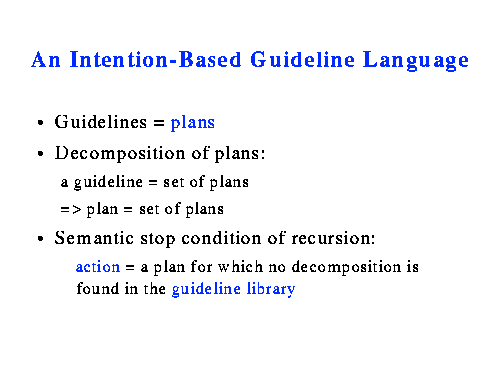 An Intention-Based Guideline Language
• Guidelines = plans
• Decomposition of plans:
a guideline = set of plans
=> plan = set of plans
• Semantic stop condition of recursion:
action = a plan for which no decomposition is
found in the guideline library